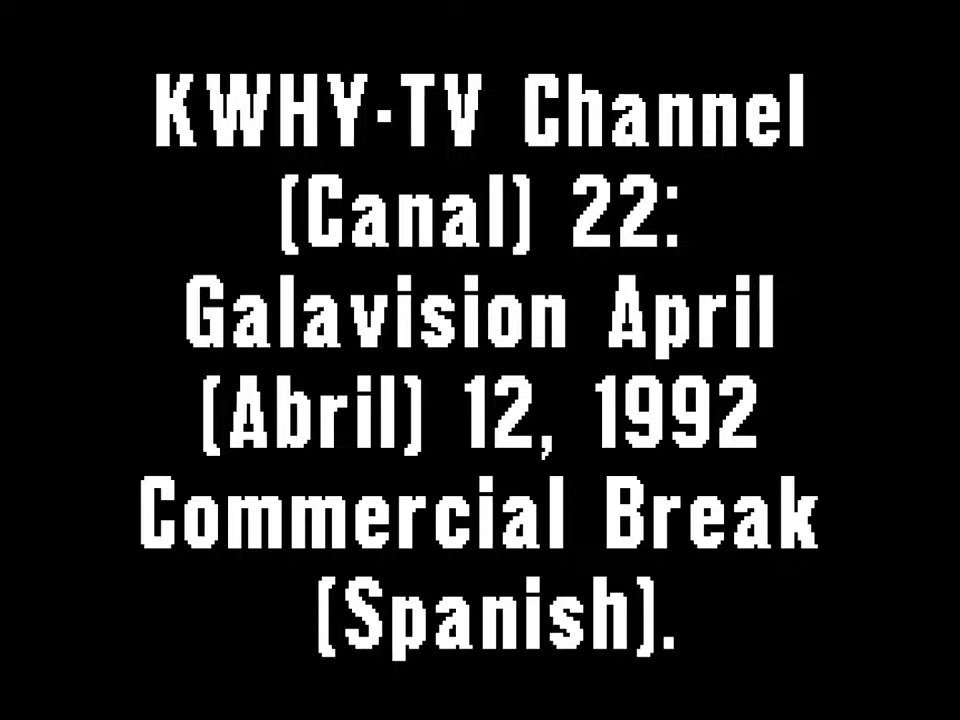 KWHY-TV Channel
(Canal) 22:
Galavision April
(Abril) 12, 1992
Commercial Break
(Spanish).